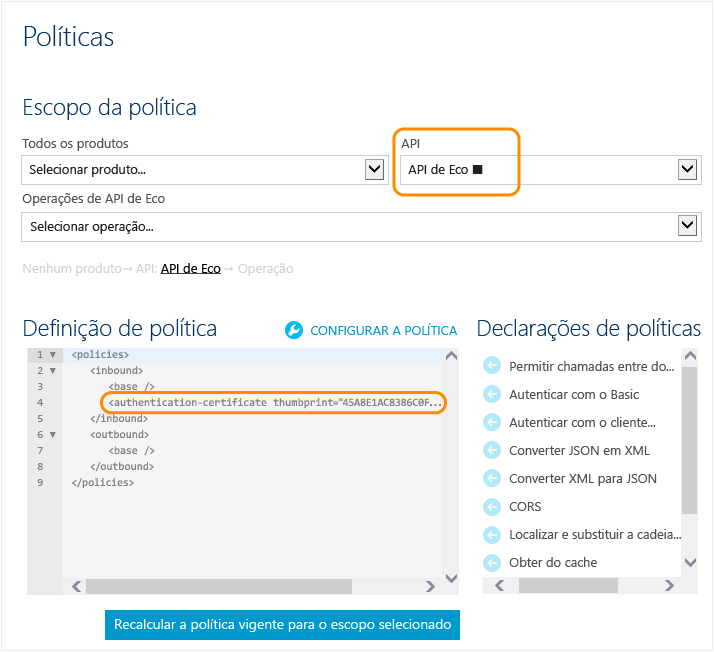 Políticas
Escopo da política
Todos os produtos
API
Selecionar produto...
API de Eco ■
Operações de API de Eco
Selecionar operação...
Nenhum produto→ API: API de Eco → Operação
Definição de política
CONFIGURAR A POLÍTICA
Declarações de políticas
1 <policies>
2 <inbound>
3 <base />
4 <authentication-certificate thumbprint="45A8E1AC8386C0F...
5 </inbound>
6 <outbound>
7 <base />
8 </outbound>
9 </policies>
Permitir chamadas entre do...
Autenticar com o Basic
Autenticar com o cliente...
Converter JSON em XML
Converter XML para JSON
CORS
Localizar e substituir a cadeia...
Obter do cache
Recalcular a política vigente para o escopo selecionado